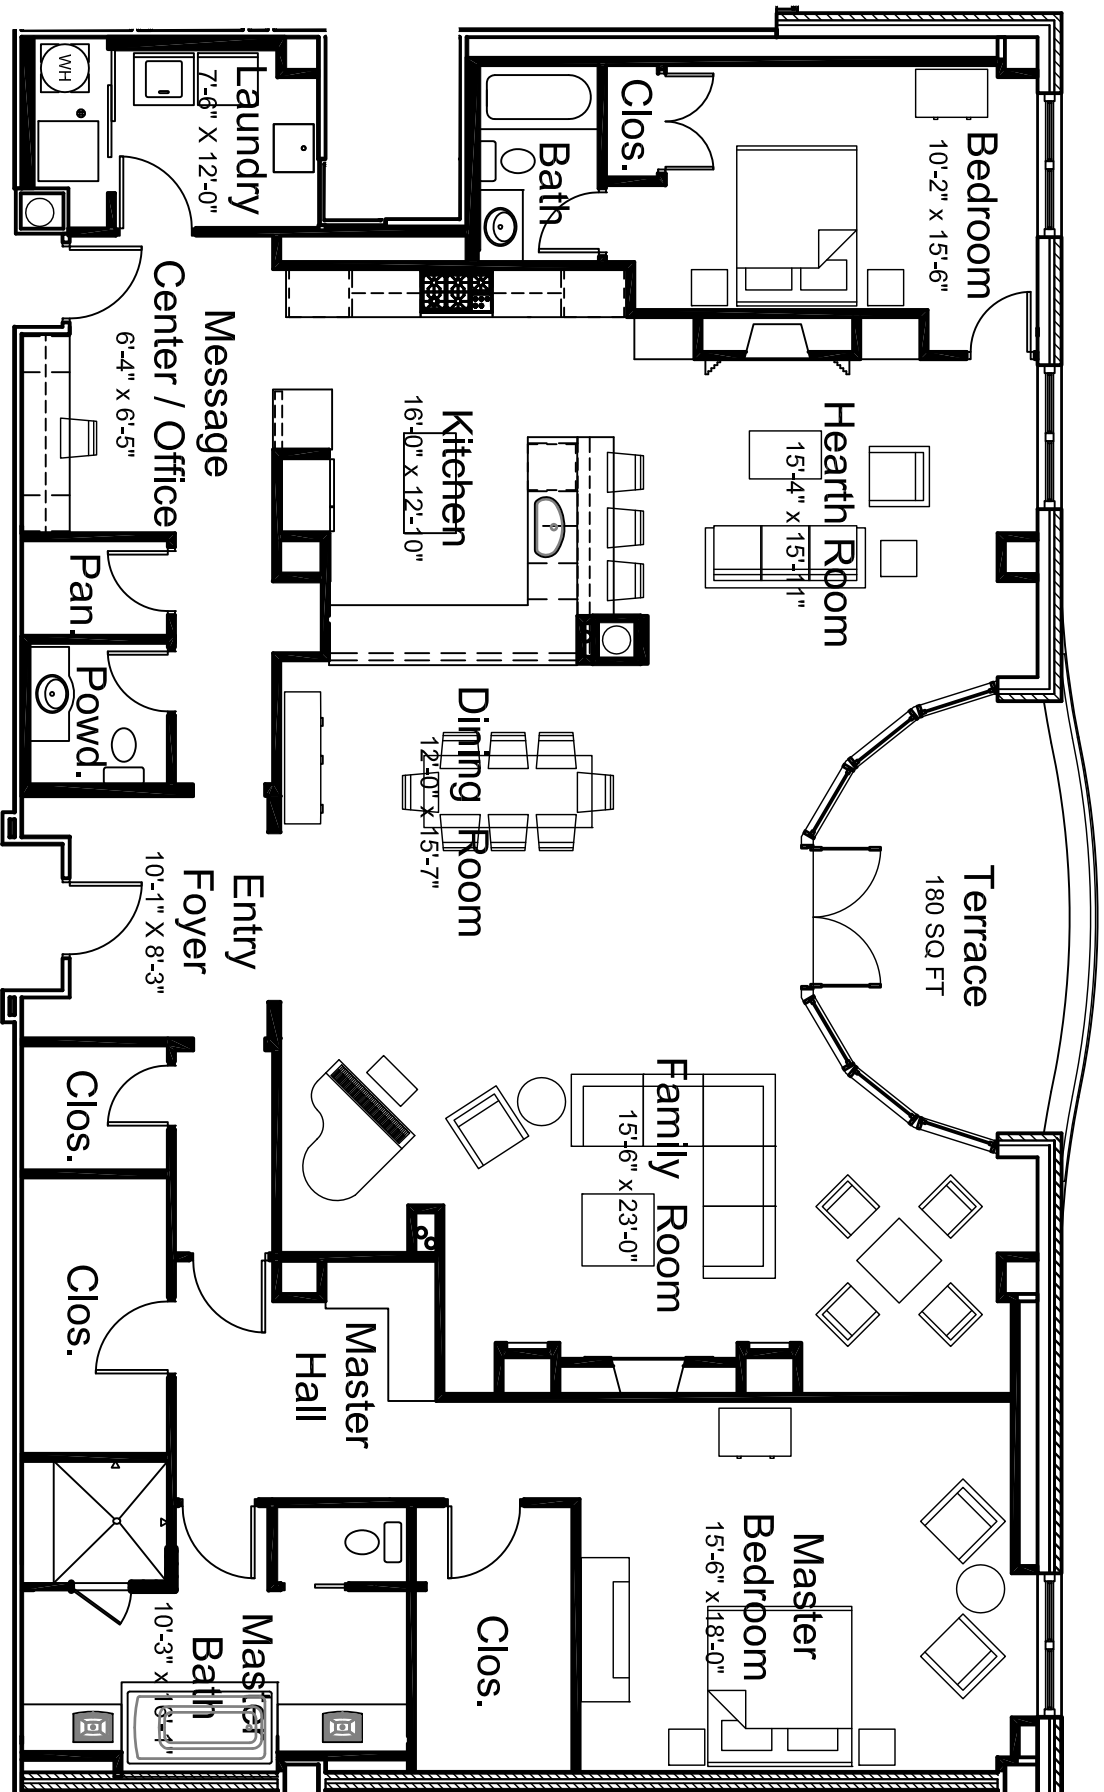 WH
Laundry
7'-6" X 12'-0"
Bath
Clos.
Bedroom
10'-2" x 15'-6"
Message
Center / Office
6'-4" x 6'-5"
Kitchen
16'-0" x 12'-10"
Hearth Room
15'-4" x 15'-11"
Pan.
Powd.
Dining Room
12'-0" x 15'-7"
Entry
Foyer
10'-1" X 8'-3"
Terrace
180 SQ FT
Clos.
Family Room
15'-6" x 23'-0"
Clos.
Master
Hall
Master
Bedroom
15'-6" x 18'-0"
Master
Bath
10'-3" x
Clos.